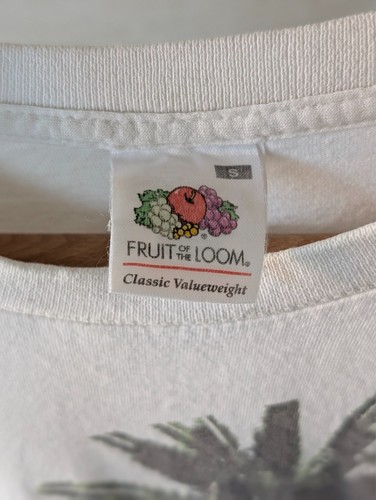 S
FRUIT OF THE LOOM®
Classic Valueweight